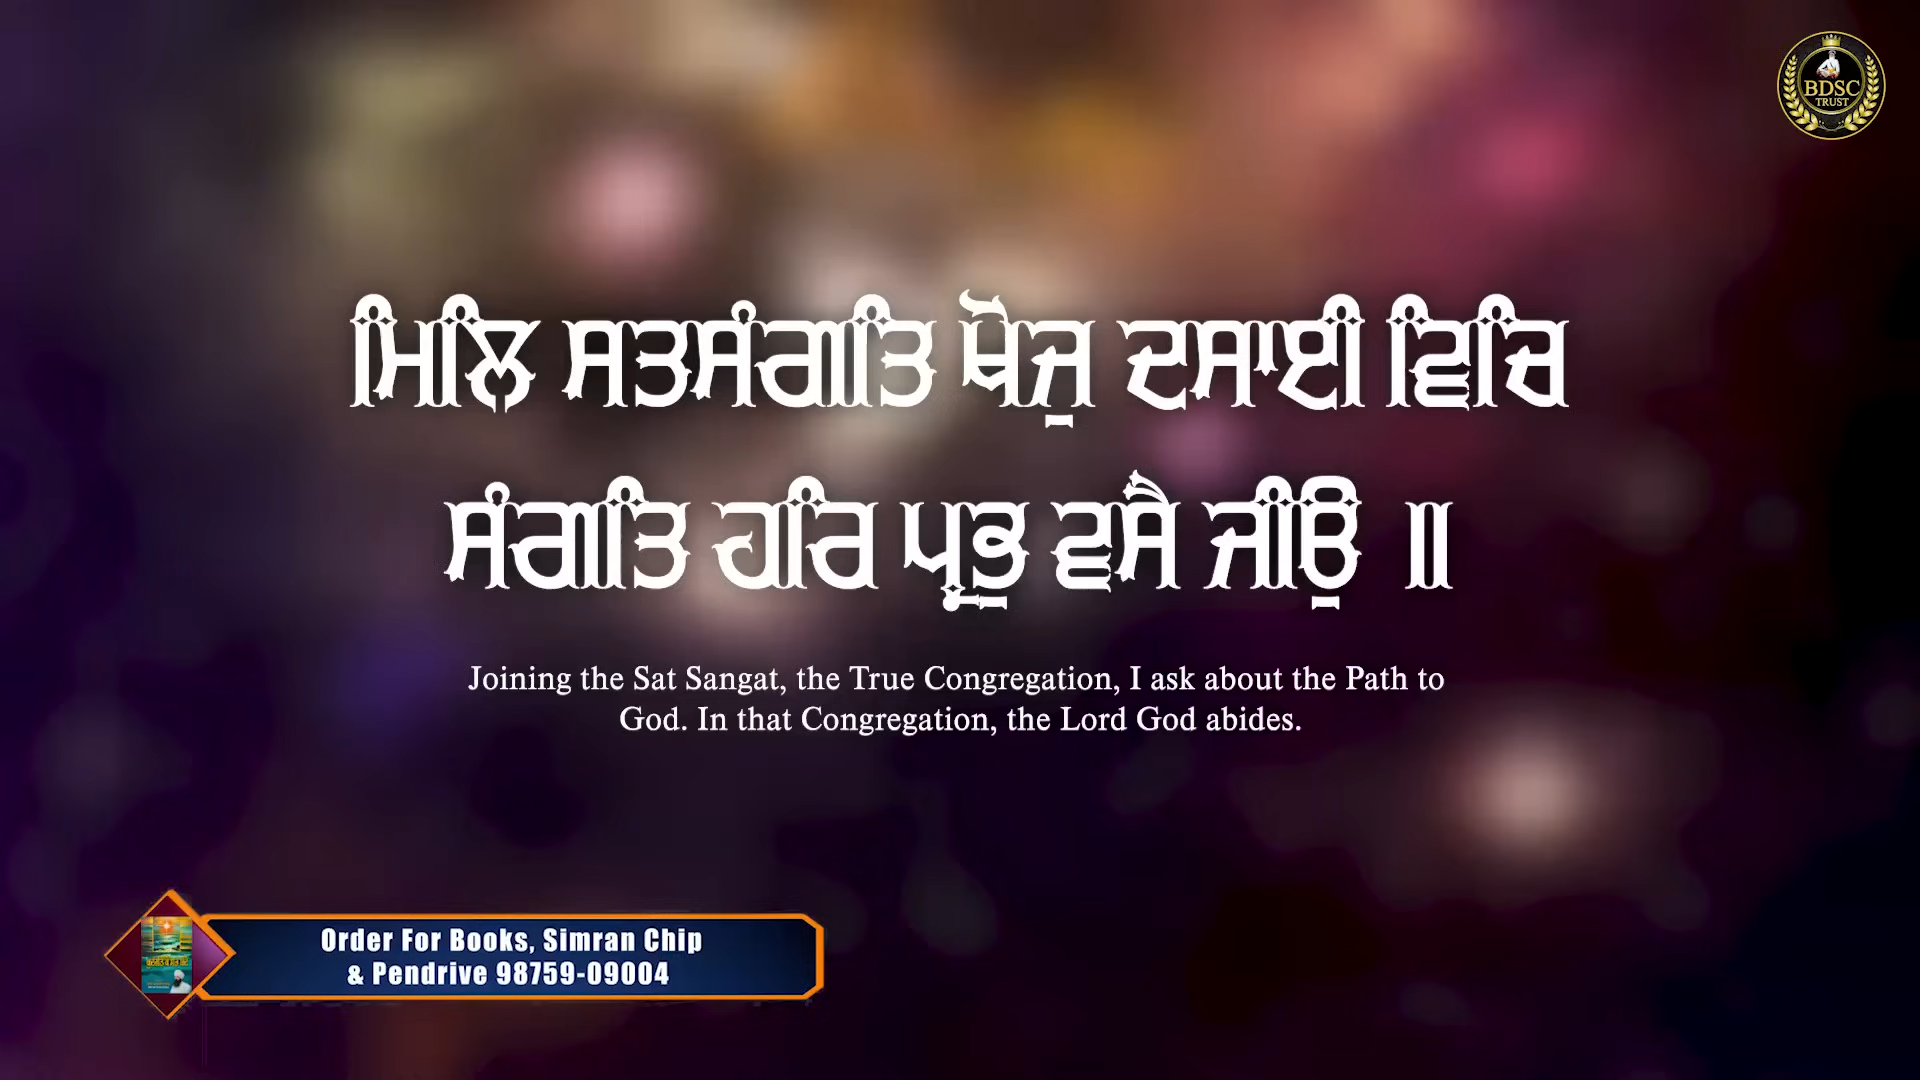 ਮਿਲਿ ਸਤਸੰਗਤਿ ਖੋਜੁ ਦਸਾਈ ਵਿਚਿ
ਸੰਗਤਿ ਹਰਿ ਪ੍ਰਭੁ ਵਸੈ ਜੀਉ ॥
Joining the Sat Sangat, the True Congregation, I ask about the Path to
God. In that Congregation, the Lord God abides.
Order For Books, Simran Chip
& Pendrive 98759-09004
BDSC
TRUST